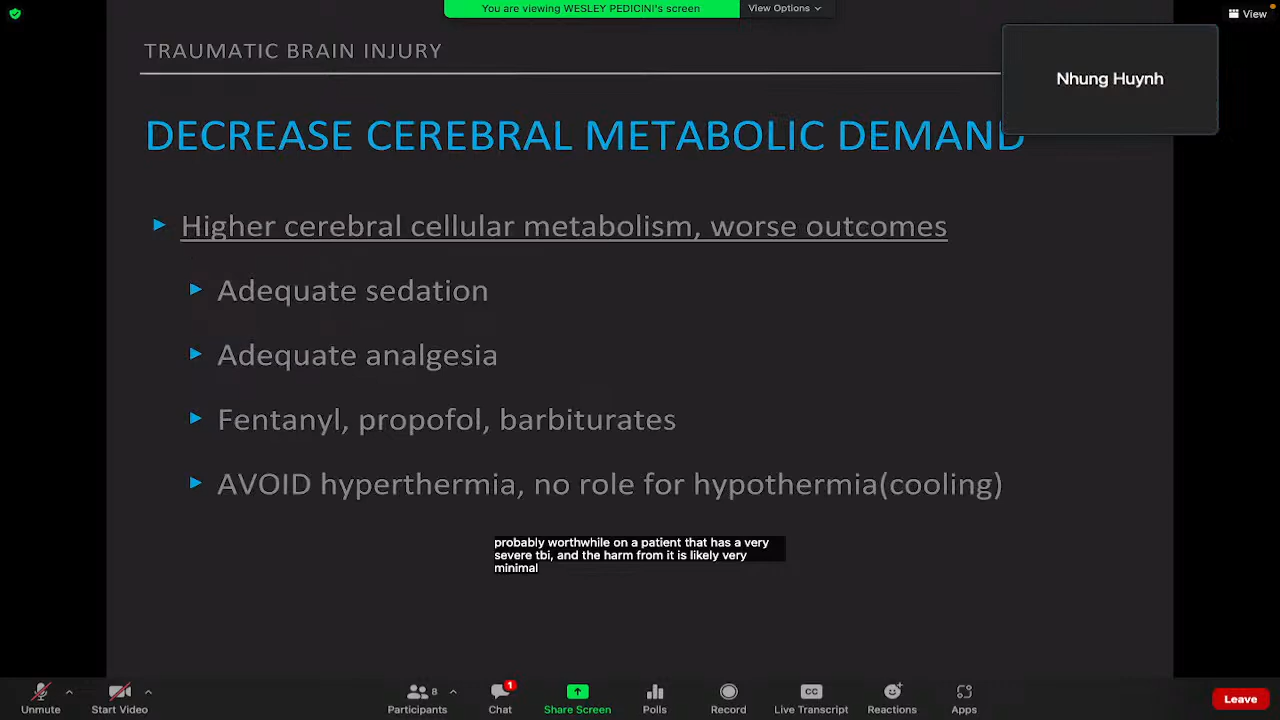 You are viewing WESLEY PEDICINI's screen
View Options
View
TRAUMATIC BRAIN INJURY
Nhung Huynh
DECREASE CEREBRAL METABOLIC DEMAND
Higher cerebral cellular metabolism, worse outcomes
Adequate sedation
Adequate analgesia
Fentanyl, propofol, barbiturates
AVOID hyperthermia, no role for hypothermia(cooling)
probably worthwhile on a patient that has a very
severe tbi, and the harm from it is likely very
minimal
Unmute
Start Video
Participants
8
Chat
1
Share Screen
Polls
Record
CC
Live Transcript
Reactions
Apps
Leave